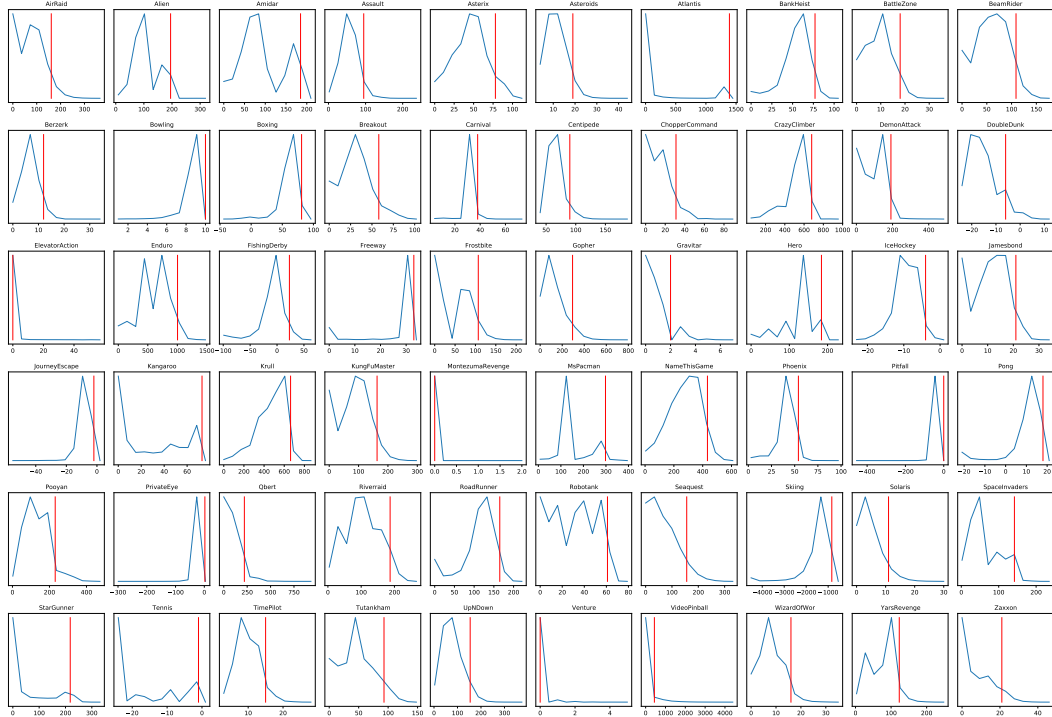 AirRaid Alien Amidar Assault Asterix Asteroids Atlantis BankHeist BattleZone BeamRider
0 100 200 300 0 100 200 300 0 50 100 150 200 0 100 200 0 25 50 75 100 0 10 20 30 40 0 500 1000 1500 0 25 50 75 100 0 10 20 30 0 50 100 150
Berzerk Bowling Boxing Breakout Carnival Centipede ChopperCommand CrazyClimber DemonAttack DoubleDunk
0 10 20 30 2 4 6 8 10 −50 0 50 100 0 25 50 75 100 0 20 40 60 50 100 150 0 20 40 60 80 200 400 600 800 1000 0 200 400 −20 −10 0 10
ElevatorAction Enduro FishingDerby Freeway Frostbite Gopher Gravitar Hero IceHockey Jamesbond
0 20 40 0 500 1000 1500 −100 −50 0 50 0 10 20 30 0 50 100 150 200 0 200 400 600 800 0 2 4 6 0 100 200 −20 −10 0 0 10 20 30
JourneyEscape Kangaroo Krull KungFuMaster MontezumaRevenge MsPacman NameThisGame Phoenix Pitfall Pong
−40 −20 0 0 20 40 60 0 200 400 600 800 0 100 200 300 0.0 0.5 1.0 1.5 2.0 0 100 200 300 400 0 200 400 600 0 25 50 75 100 −400 −200 0 −20 −10 0 10 20
Pooyan PrivateEye Qbert Riverraid RoadRunner Robotank Seaquest Skiing Solaris SpaceInvaders
0 200 400 −300 −200 −100 0 0 250 500 750 0 100 200 0 50 100 150 200 0 20 40 60 80 0 100 200 300 −4000 −3000 −2000 −1000 0 10 20 30 0 100 200
StarGunner Tennis TimePilot Tutankham UpNDown Venture VideoPinball WizardOfWor YarsRevenge Zaxxon
0 100 200 300 −20 −10 0 0 10 20 0 50 100 150 0 100 200 300 0 2 4 0 1000 2000 3000 4000 0 10 20 30 0 100 200 0 20 40